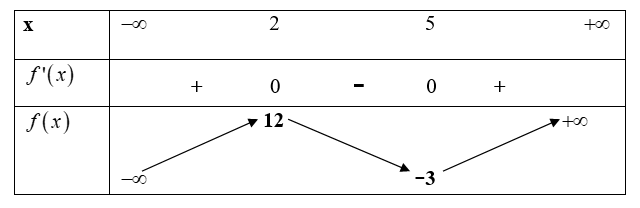 x −∞ 2 5 +∞
f'(x) + 0 − 0 +
f(x) 12 +∞
−∞ −3